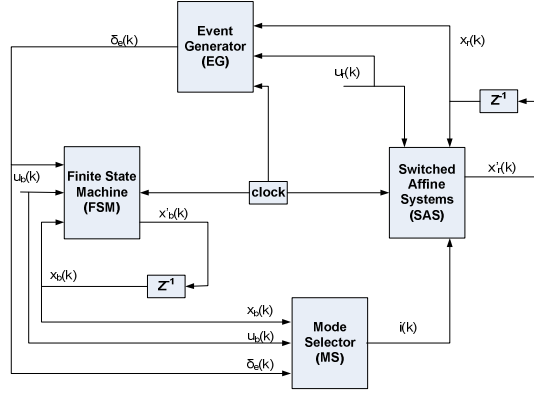 Event
Generator
(EG)
δe(k)
xr(k)
ur(k)
Z-1
Finite State
Machine
(FSM)
ub(k)
clock
Switched
Affine
Systems
(SAS)
x'r(k)
x'b(k)
xb(k)
Z-1
xb(k)
ub(k)
δe(k)
Mode
Selector
(MS)
i(k)